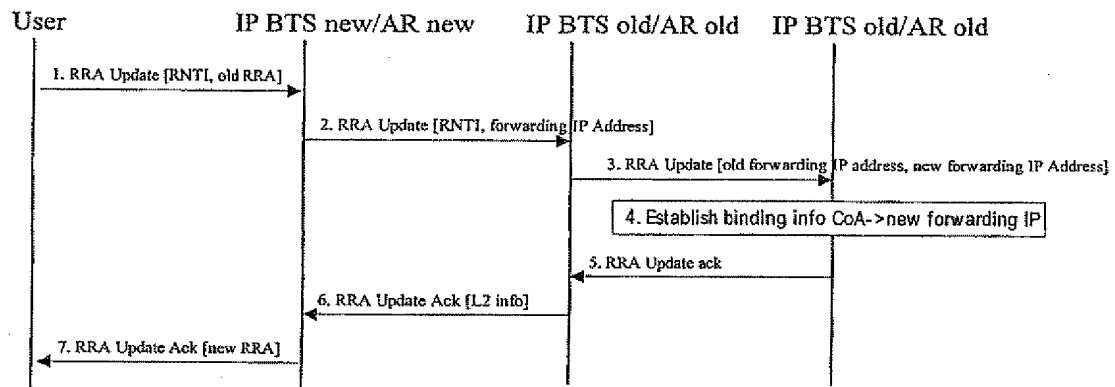 User
IP BTS new/AR new
IP BTS old/AR old
IP BTS old/AR old
1. RRA Update [RNTI, old RRA]
2. RRA Update [RNTI, forwarding IP Address]
3. RRA Update [old forwarding IP address, new forwarding IP Address]
4. Establish binding info CoA->new forwarding IP
5. RRA Update ack
6. RRA Update Ack [L2 info]
7. RRA Update Ack [new RRA]